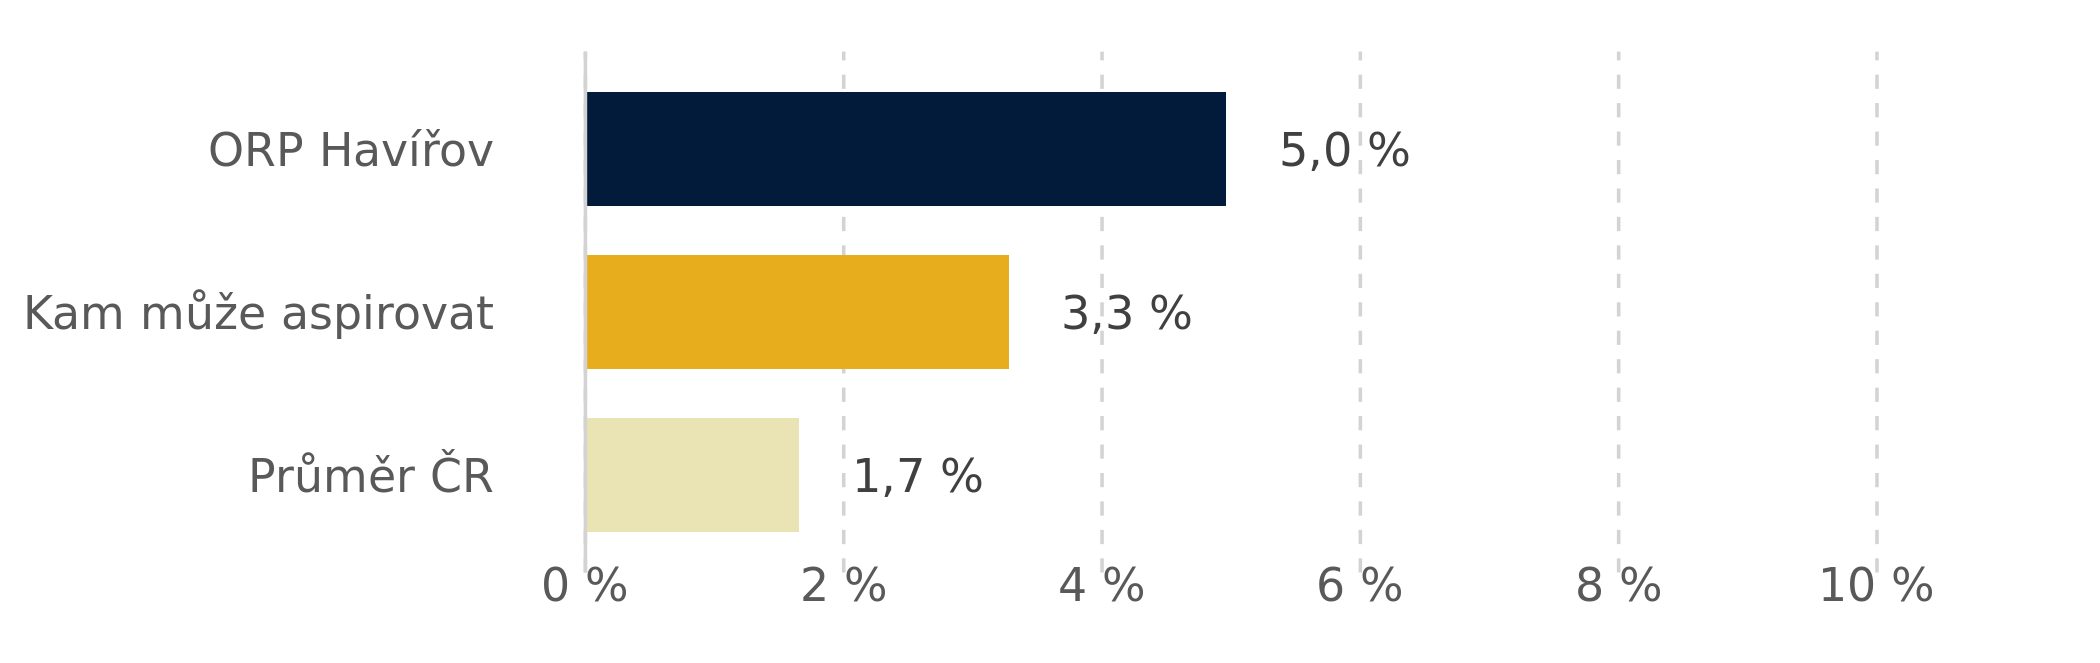 ORP Havířov 5,0 %
Kam může aspirovat 3,3 %
Průměr ČR 1,7 %
0 % 2 % 4 % 6 % 8 % 10 %